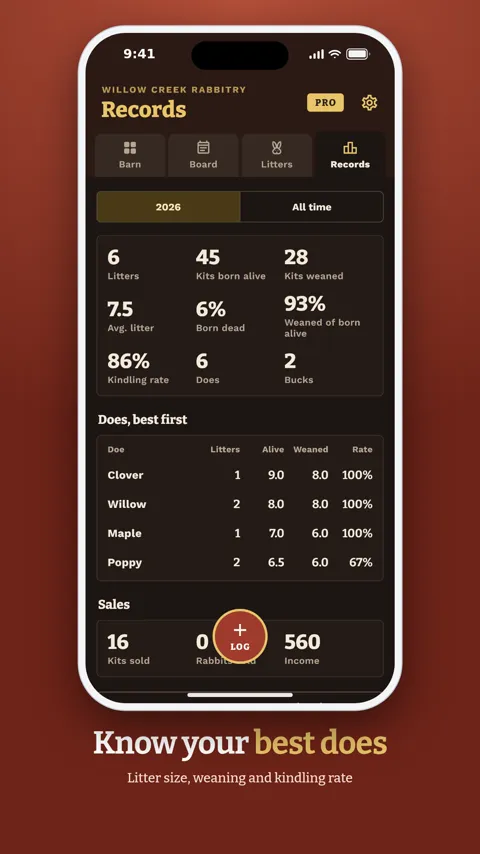 9:41
WILLOW CREEK RABBITRY
Records
PRO
Barn Board Litters Records
2026 All time
6 45 28
Litters Kits born alive Kits weaned
7.5 6% 93%
Avg. litter Born dead Weaned of born
alive
86% 6 2
Kindling rate Does Bucks
Does, best first
Doe Litters Alive Weaned Rate
Clover 1 9.0 8.0 100%
Willow 2 8.0 8.0 100%
Maple 1 7.0 6.0 100%
Poppy 2 6.5 6.0 67%
Sales
16 0 560
Kits sold Income
+
LOG
Know your best does
Litter size, weaning and kindling rate